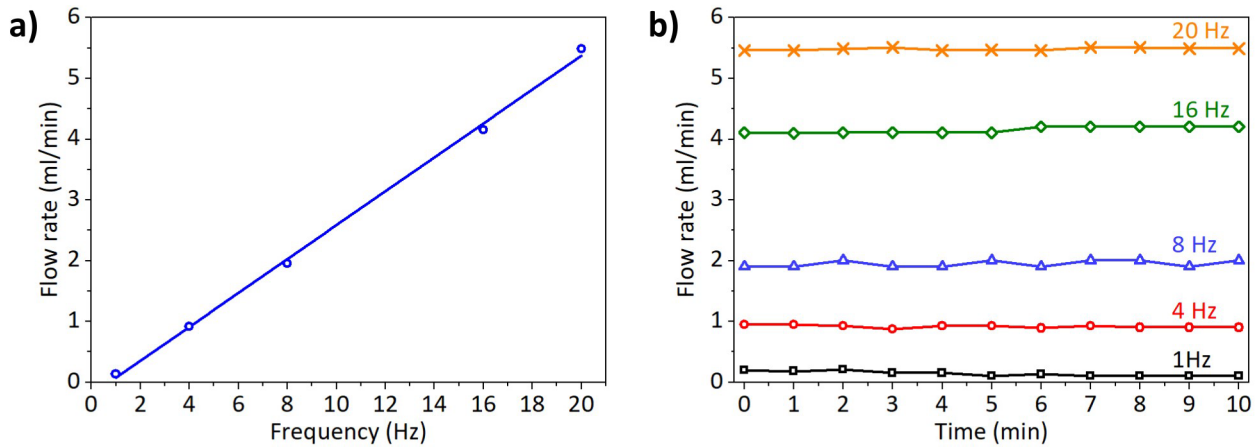 a)
6
5
4
3
2
1
0
0 2 4 6 8 10 12 14 16 18 20
Flow rate (ml/min)
Frequency (Hz)
b)
6
5
4
3
2
1
0
0 1 2 3 4 5 6 7 8 9 10
Flow rate (ml/min)
Time (min)
20 Hz
16 Hz
8 Hz
4 Hz
1Hz